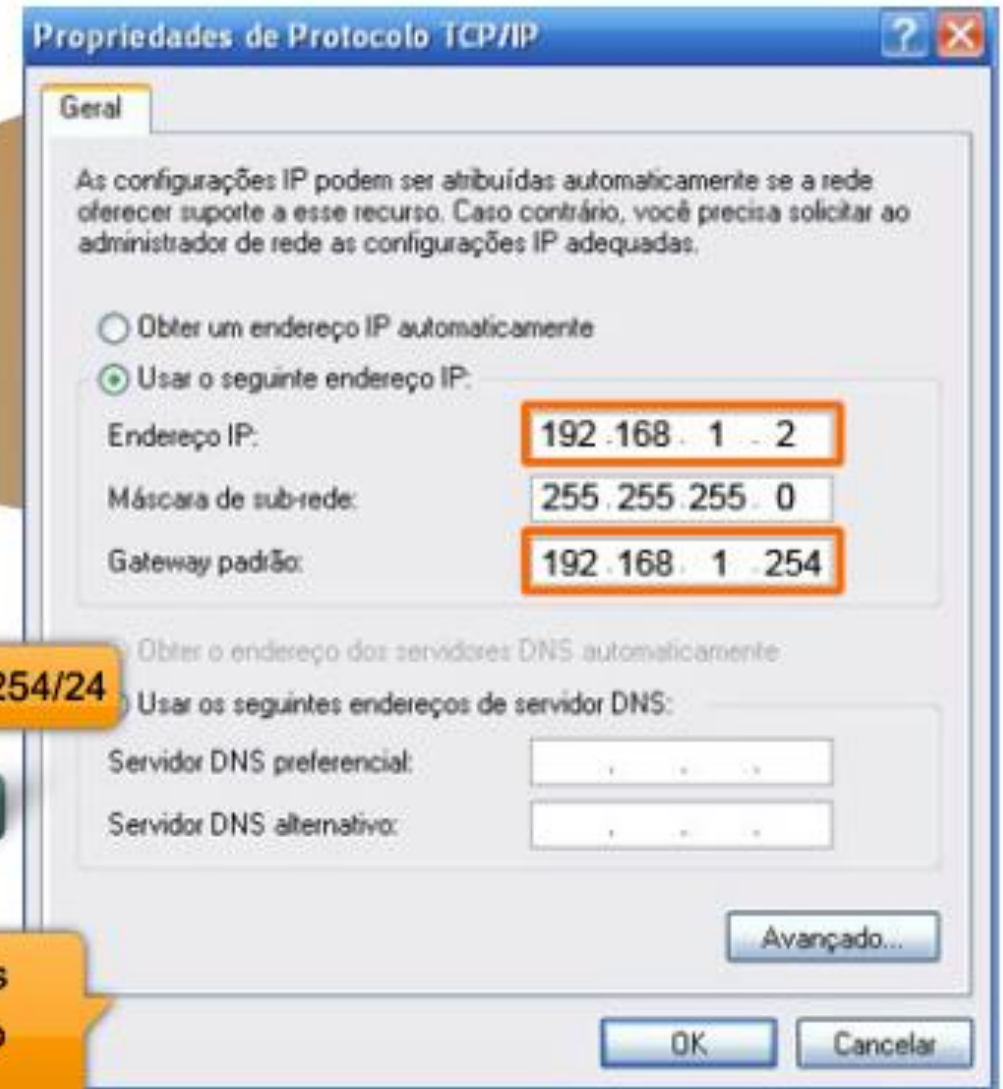 Propriedades de Protocolo TCP/IP
Geral
As configurações IP podem ser atribuídas automaticamente se a rede
oferecer suporte a esse recurso. Caso contrário, você precisa solicitar ao
administrador de rede as configurações IP adequadas.
Obter um endereço IP automaticamente
Usar o seguinte endereço IP:
Endereço IP: 192 . 168 . 1 . 2
Máscara de sub-rede: 255 . 255 . 255 . 0
Gateway padrão: 192 . 168 . 1 . 254
Obter o endereço dos servidores DNS automaticamente
254/24
Usar os seguintes endereços de servidor DNS:
Servidor DNS preferencial: . . .
Servidor DNS alternativo: . . .
Avançado...
s
OK Cancelar